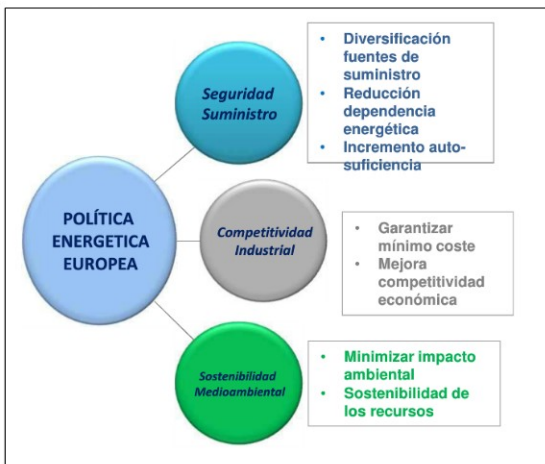 POLÍTICA
ENERGETICA
EUROPEA
Seguridad
Suministro
• Diversificación
fuentes de
suministro
• Reducción
dependencia
energética
• Incremento auto-
suficiencia
Competitividad
Industrial
• Garantizar
mínimo coste
• Mejora
competitividad
económica
Sostenibilidad
Medioambiental
• Minimizar impacto
ambiental
• Sostenibilidad de
los recursos